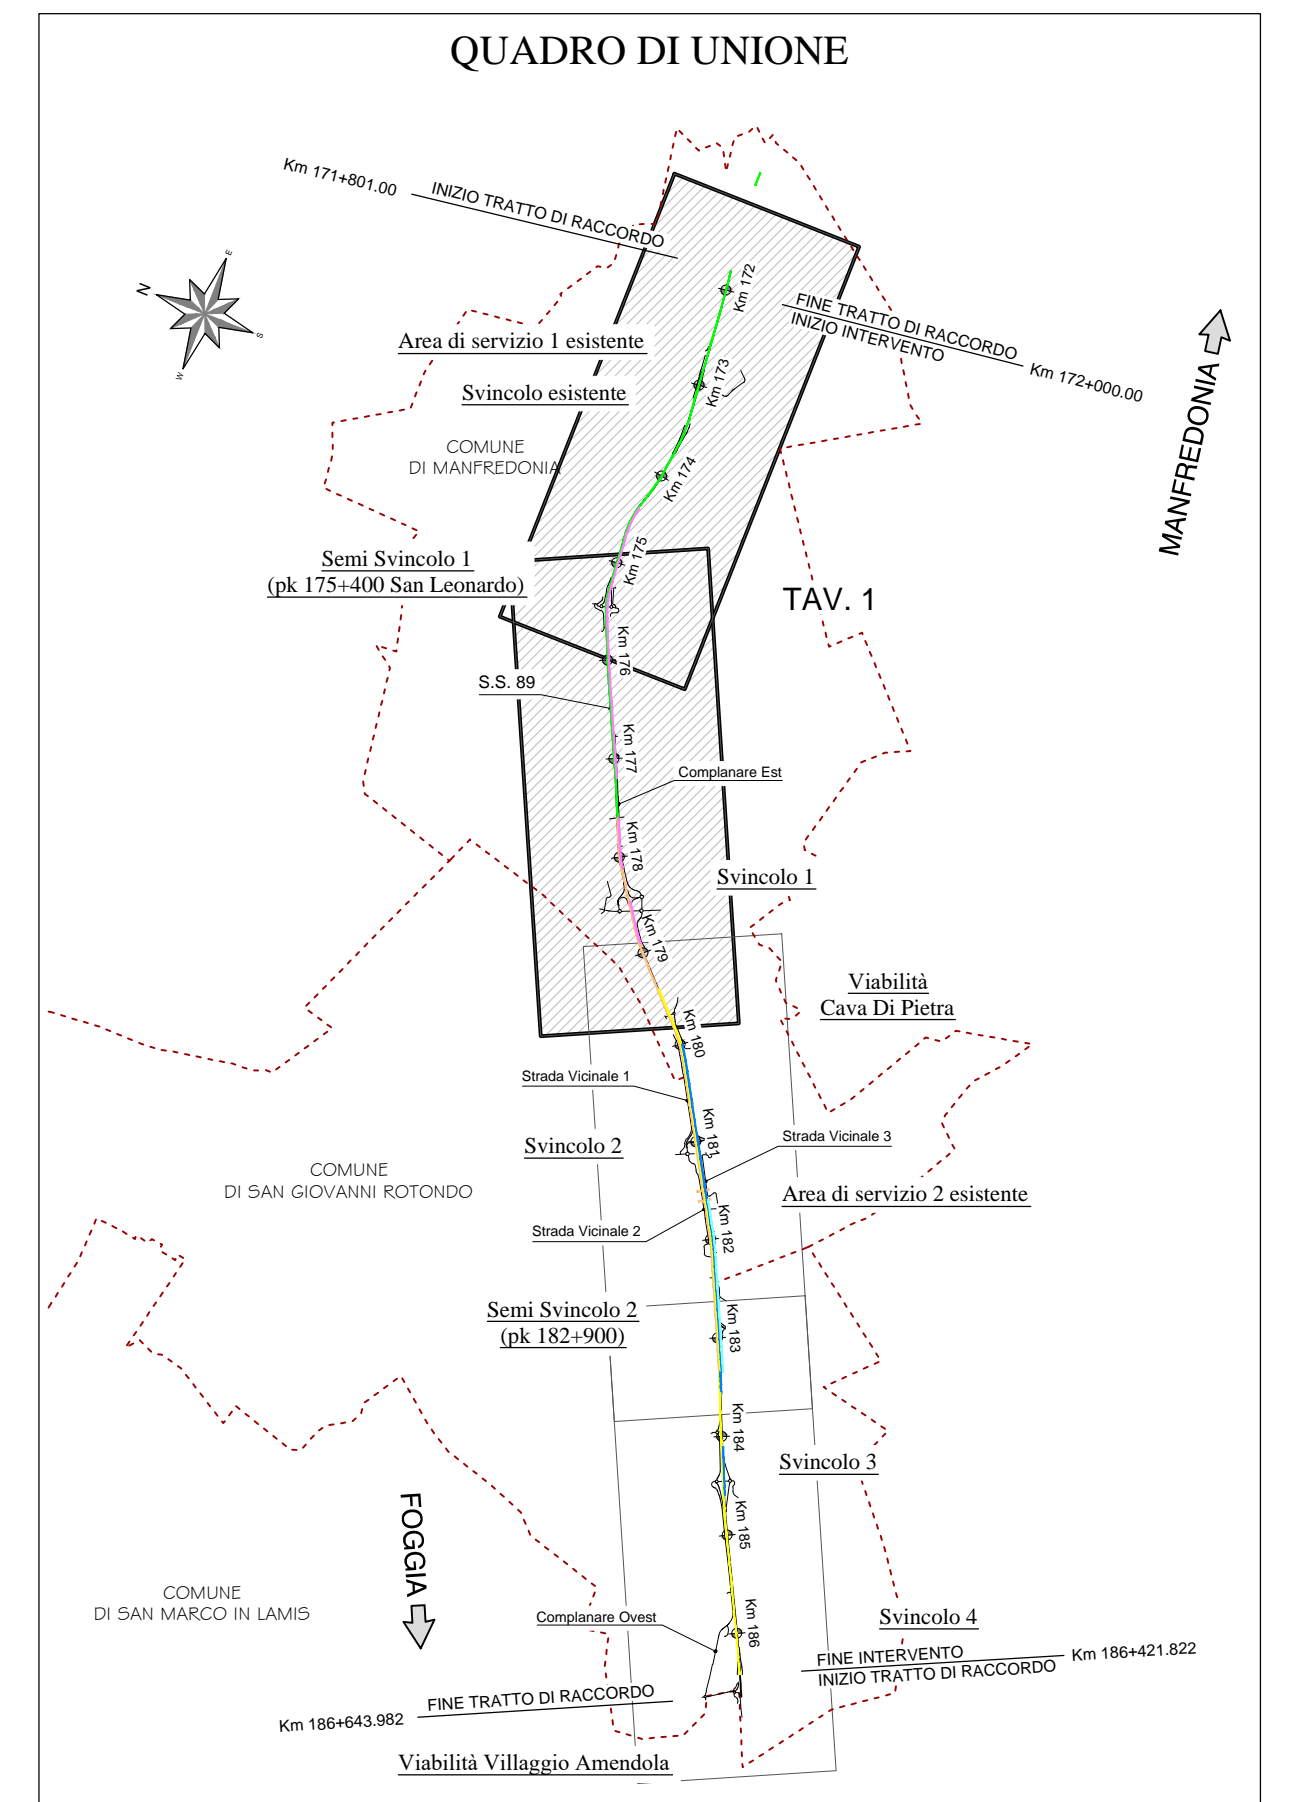 QUADRO DI UNIONE
Km 171+801.00
INIZIO TRATTO DI RACCORDO
N
E
S
W
Km 172
FINE TRATTO DI RACCORDO
INIZIO INTERVENTO
Km 172+000.00
Area di servizio 1 esistente
Km 173
Svincolo esistente
MANFREDONIA
COMUNE
DI MANFREDONIA
Km 174
Semi Svincolo 1
(pk 175+400 San Leonardo)
Km 175
TAV. 1
Km 176
S.S. 89
Km 177
Complanare Est
Km 178
Svincolo 1
Km 179
Viabilità
Cava Di Pietra
Km 180
Strada Vicinale 1
Km 181
Strada Vicinale 3
Svincolo 2
COMUNE
DI SAN GIOVANNI ROTONDO
Area di servizio 2 esistente
Strada Vicinale 2
Km 182
Semi Svincolo 2
(pk 182+900)
Km 183
Km 184
Svincolo 3
FOGGIA
Km 185
COMUNE
DI SAN MARCO IN LAMIS
Complanare Ovest
Km 186
Svincolo 4
FINE INTERVENTO
INIZIO TRATTO DI RACCORDO
Km 186+421.822
FINE TRATTO DI RACCORDO
Km 186+643.982
Viabilità Villaggio Amendola